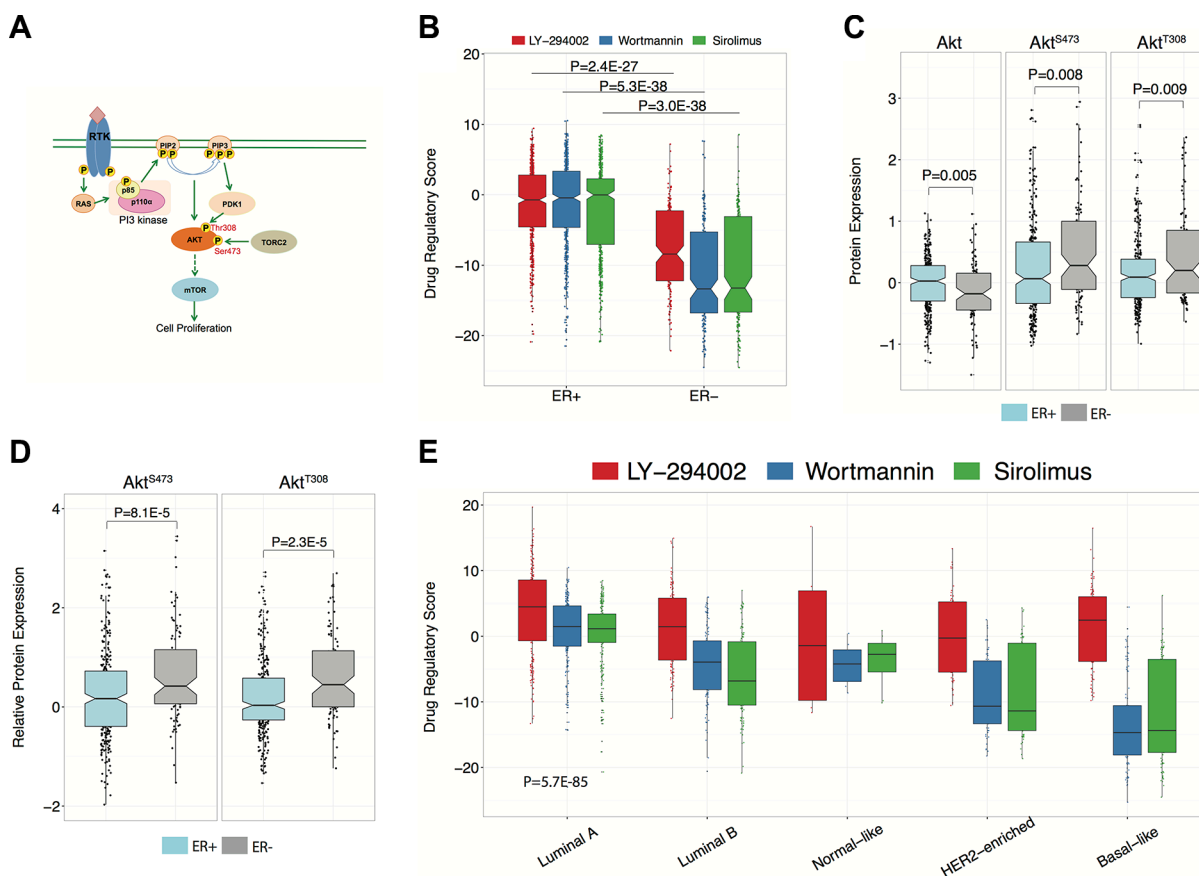 A
RTK
PIP2
PIP3
P
P
P
P
P
P
P
P
p85
p110α
RAS
PI3 kinase
PDK1
P
Thr308
AKT
P
Ser473
TORC2
mTOR
Cell Proliferation
B
LY-294002 Wortmannin Sirolimus
P=2.4E-27
P=5.3E-38
P=3.0E-38
Drug Regulatory Score
20
10
0
−10
−20
ER+ ER−
C
Akt AktS473 AktT308
P=0.005
P=0.008
P=0.009
Protein Expression
3
2
1
0
−1
ER+ ER-
D
AktS473 AktT308
P=8.1E-5
P=2.3E-5
Relative Protein Expression
4
2
0
−2
ER+ ER-
E
LY-294002 Wortmannin Sirolimus
Drug Regulatory Score
20
10
0
−10
−20
P=5.7E-85
Luminal A
Luminal B
Normal-like
HER2-enriched
Basal-like